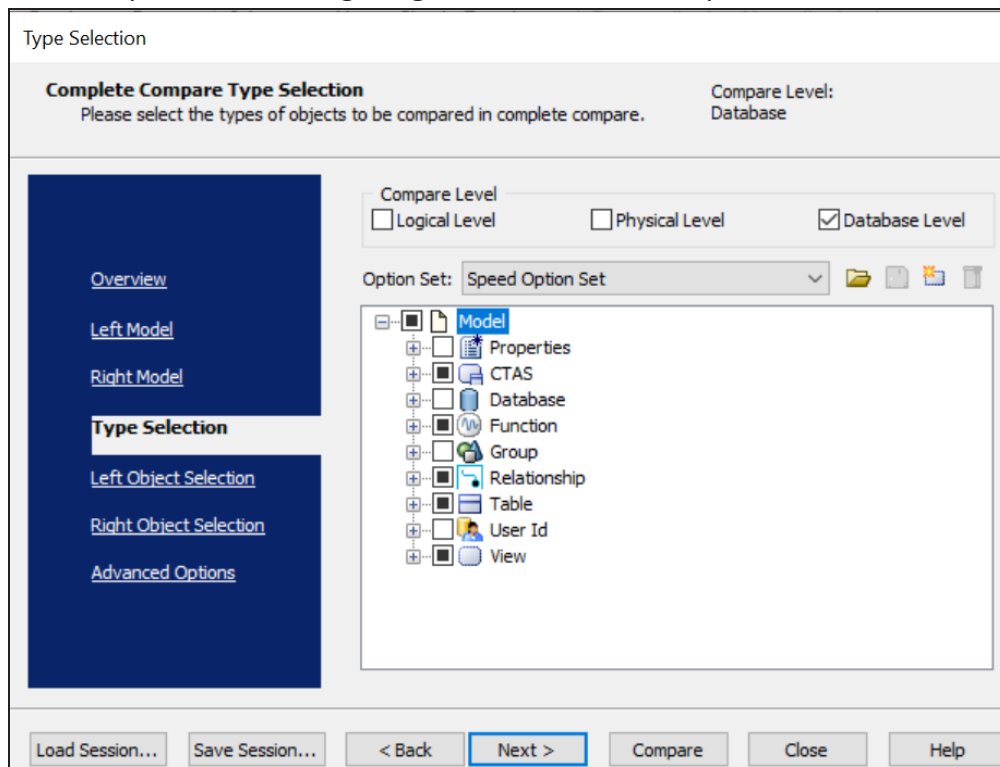 Type Selection
Complete Compare Type Selection
Please select the types of objects to be compared in complete compare.
Compare Level:
Database
Compare Level
Logical Level
Physical Level
Database Level
Overview
Left Model
Right Model
Type Selection
Left Object Selection
Right Object Selection
Advanced Options
Option Set:
Speed Option Set
Model
Properties
CTAS
Database
Function
Group
Relationship
Table
User Id
View
Load Session...
Save Session...
< Back
Next >
Compare
Close
Help